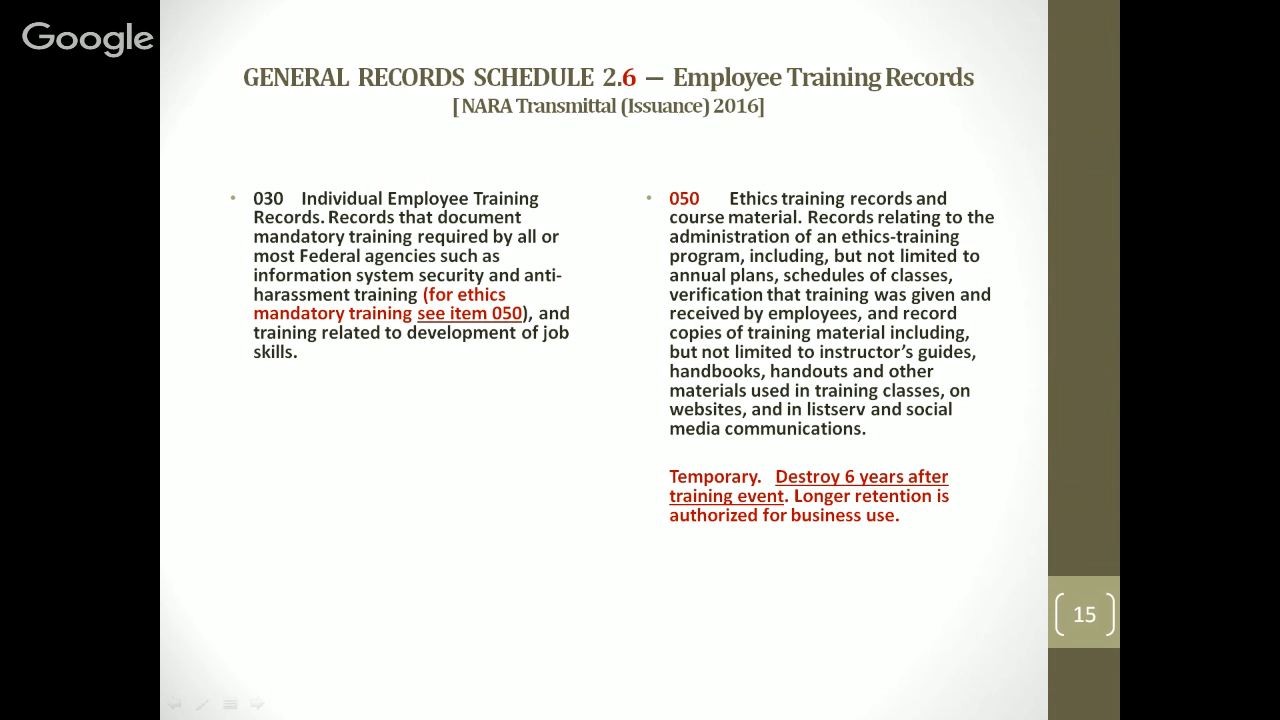 Google
GENERAL RECORDS SCHEDULE 2.6 — Employee Training Records
[NARA Transmittal (Issuance) 2016]
• 030 Individual Employee Training
Records. Records that document
mandatory training required by all or
most Federal agencies such as
information system security and anti-
harassment training (for ethics
mandatory training see item 050), and
training related to development of job
skills.
• 050 Ethics training records and
course material. Records relating to the
administration of an ethics-training
program, including, but not limited to
annual plans, schedules of classes,
verification that training was given and
received by employees, and record
copies of training material including,
but not limited to instructor’s guides,
handbooks, handouts and other
materials used in training classes, on
websites, and in listserv and social
media communications.
Temporary. Destroy 6 years after
training event. Longer retention is
authorized for business use.
15